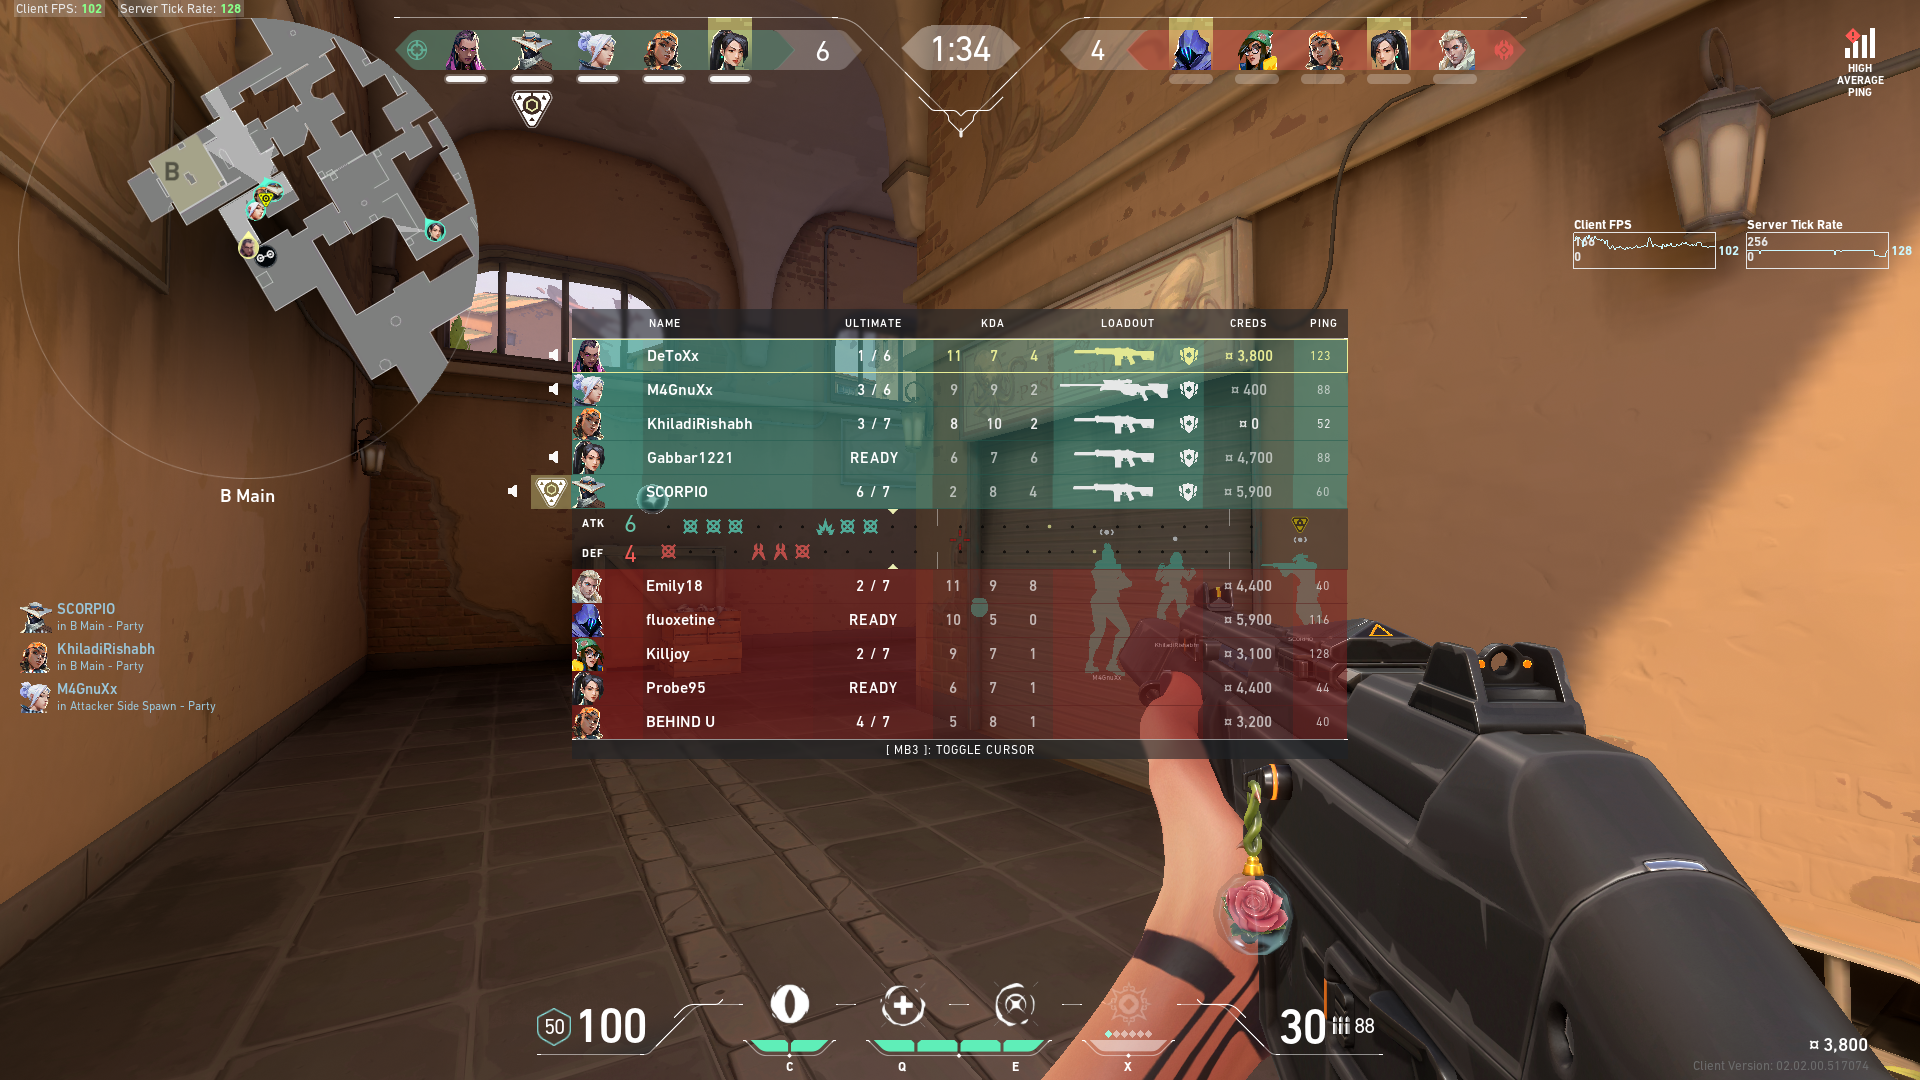 Client FPS: 102 Server Tick Rate: 128
6 1:34 4
HIGH
AVERAGE
PING
B
Client FPS Server Tick Rate
166 102 256 128
0 0
NAME ULTIMATE KDA LOADOUT CREDS PING
DeToXx 1 / 6 11 7 4 ¤ 3,800 123
M4GnuXx 3 / 6 9 9 2 ¤ 400 88
KhiladiRishabh 3 / 7 8 10 2 ¤ 0 52
Gabbar1221 READY 6 7 6 ¤ 4,700 88
SCORPIO 6 / 7 2 8 4 ¤ 5,900 60
B Main
ATK 6
DEF 4
Emily18 2 / 7 11 9 8 ¤ 4,400 40
fluoxetine READY 10 5 0 ¤ 5,900 116
Killjoy 2 / 7 9 7 1 ¤ 3,100 128
Probe95 READY 6 7 1 ¤ 4,400 44
BEHIND U 4 / 7 5 8 1 ¤ 3,200 40
[ MB3 ]: TOGGLE CURSOR
SCORPIO
in B Main - Party
KhiladiRishabh
in B Main - Party
M4GnuXx
in Attacker Side Spawn - Party
KhiladiRishabh
SCORPIO
M4GnuXx
50 100 30 88
C Q E X
¤ 3,800
Client Version: 02.02.00.517074